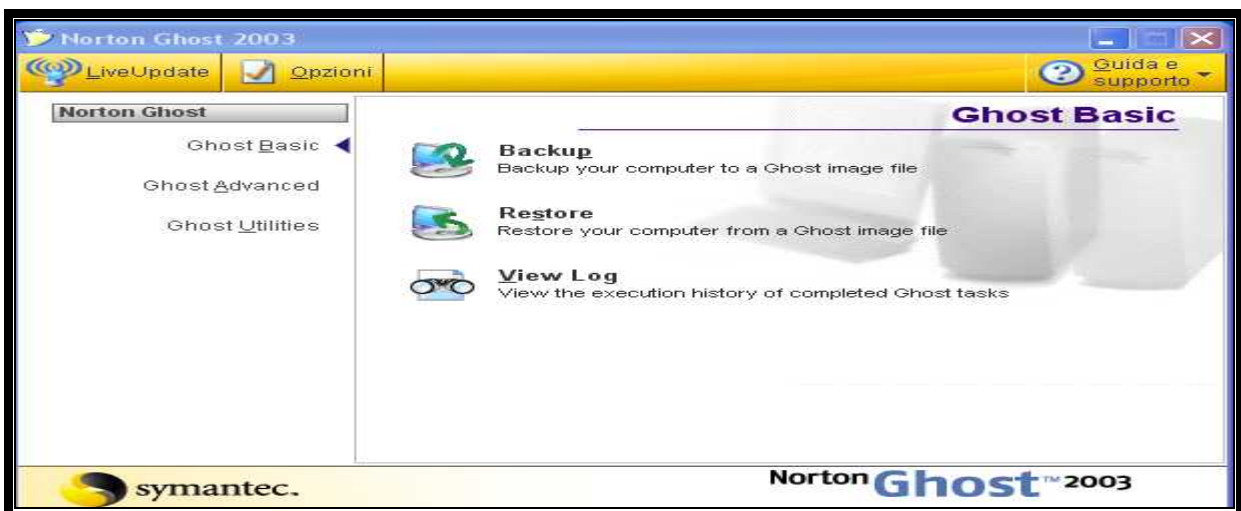 Norton Ghost 2003
LiveUpdate
Opzioni
Guida e
supporto
Norton Ghost
Ghost Basic
Ghost Advanced
Ghost Utilities
Ghost Basic
Backup
Backup your computer to a Ghost image file
Restore
Restore your computer from a Ghost image file
View Log
View the execution history of completed Ghost tasks
symantec.
Norton Ghost™ 2003